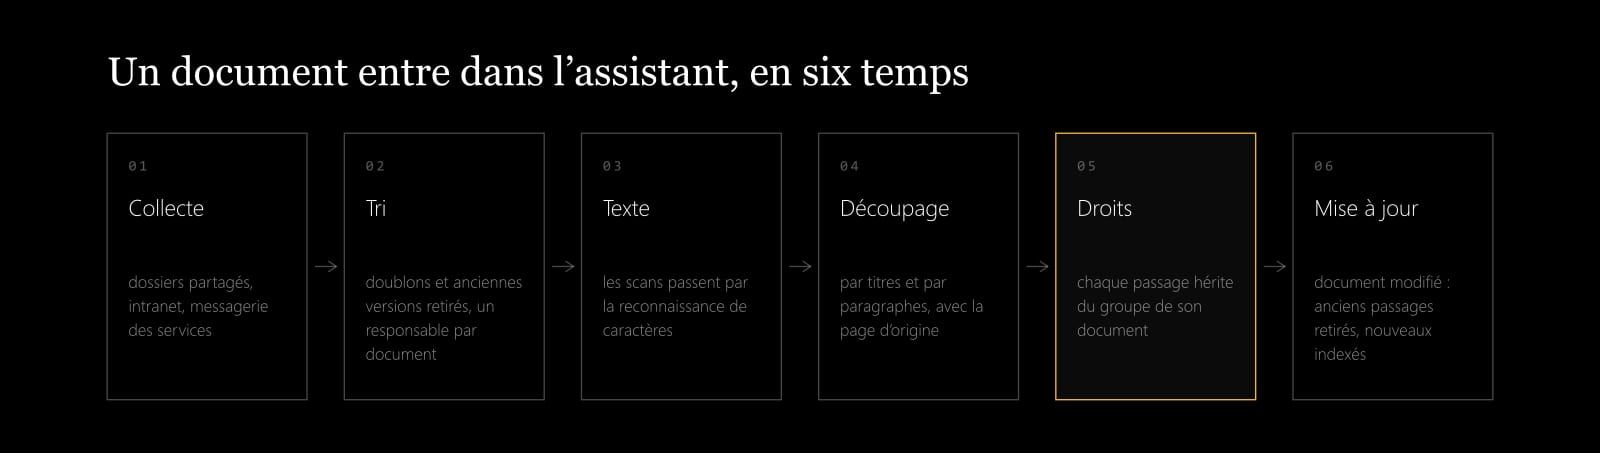 Un document entre dans l’assistant, en six temps
01
Collecte
dossiers partagés,
intranet, messagerie
des services
02
Tri
doublons et anciennes
versions retirés, un
responsable par
document
03
Texte
les scans passent par
la reconnaissance de
caractères
04
Découpage
par titres et par
paragraphes, avec la
page d’origine
05
Droits
chaque passage hérite
du groupe de son
document
06
Mise à jour
document modifié :
anciens passages
retirés, nouveaux
indexés